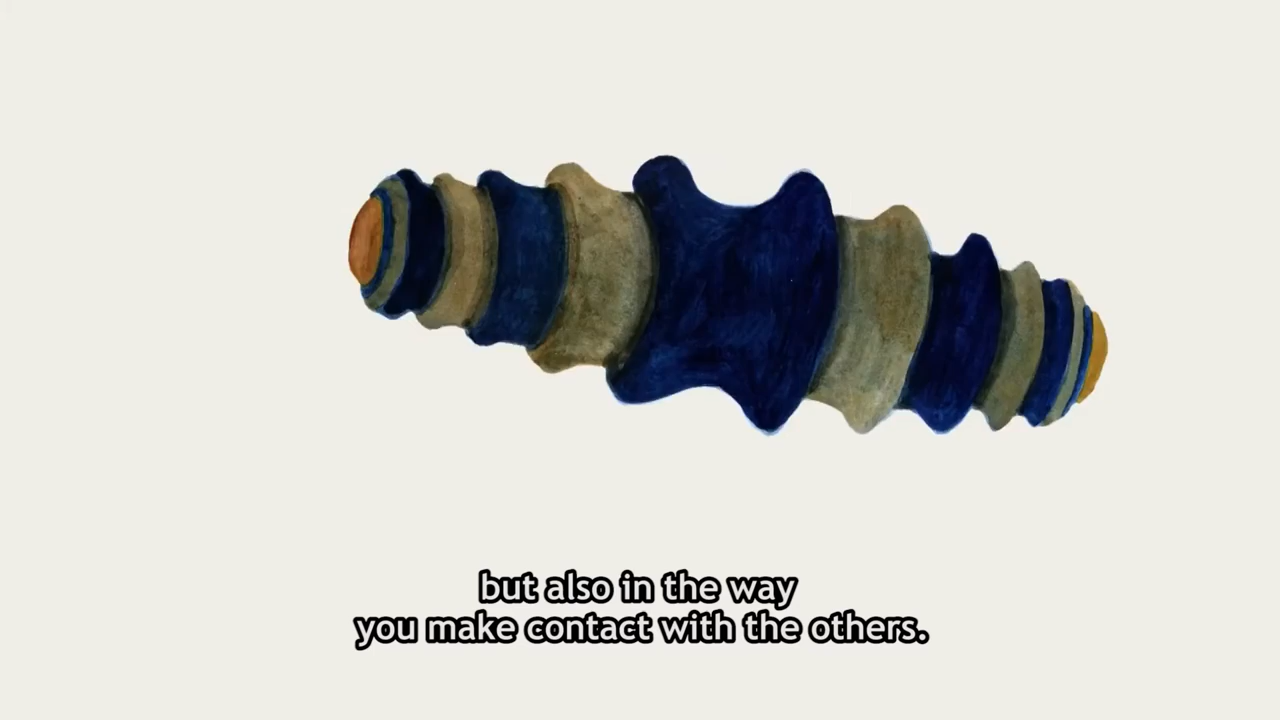 but also in the way
you make contact with the others.